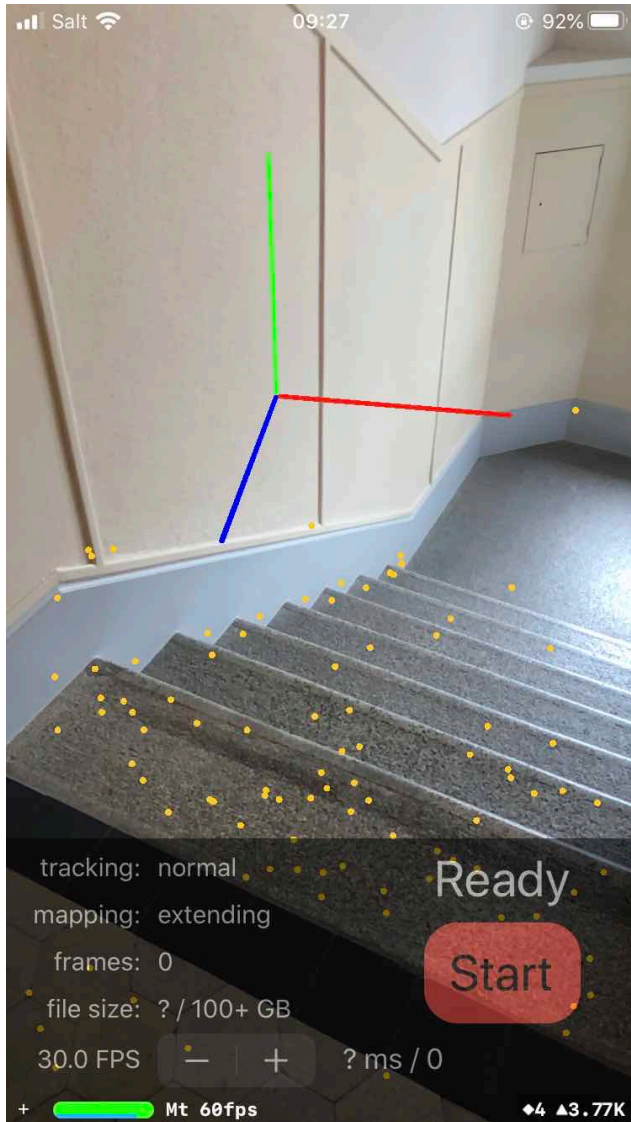 Salt 09:27 92%
tracking: normal
Ready
mapping: extending
frames: 0
Start
file size: ? / 100+ GB
30.0 FPS − + ? ms / 0
+ Mt 60fps ◆4 ▲3.77K